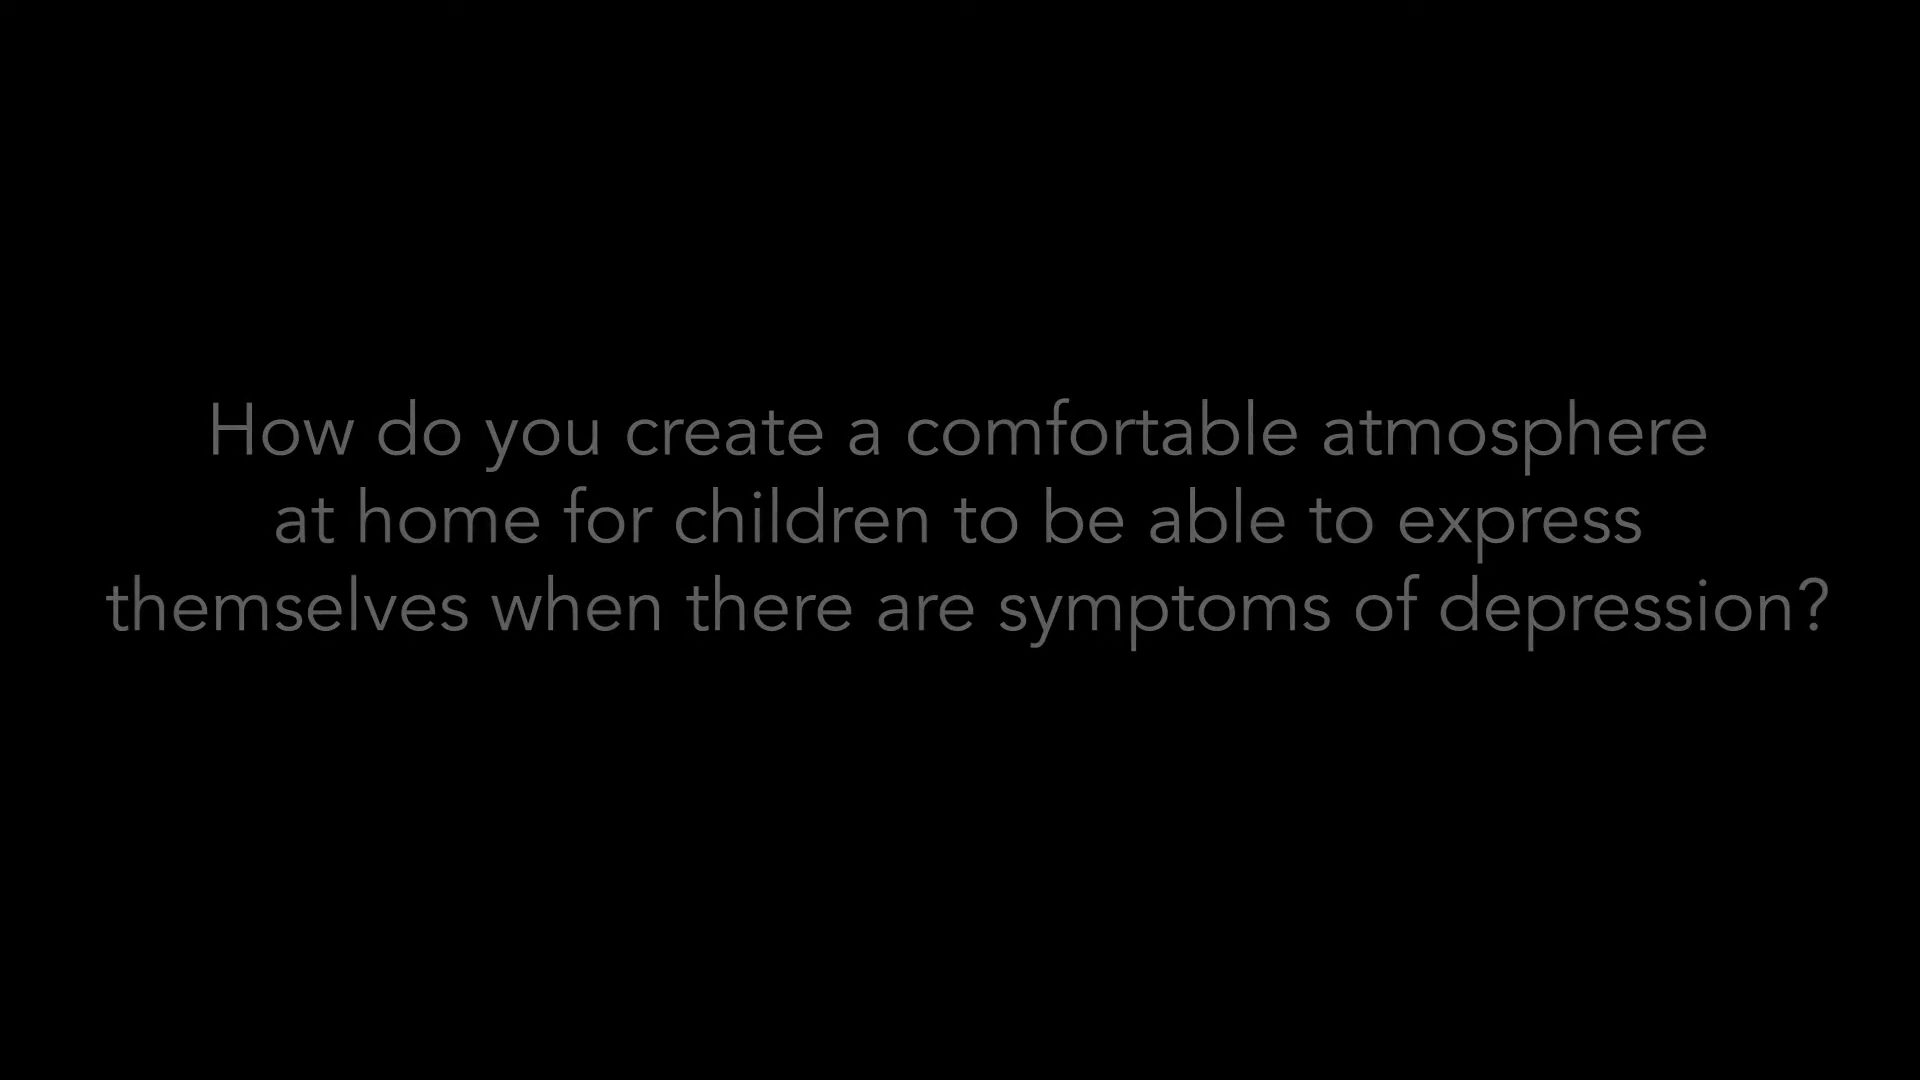 How do you create a comfortable atmosphere
at home for children to be able to express
themselves when there are symptoms of depression?